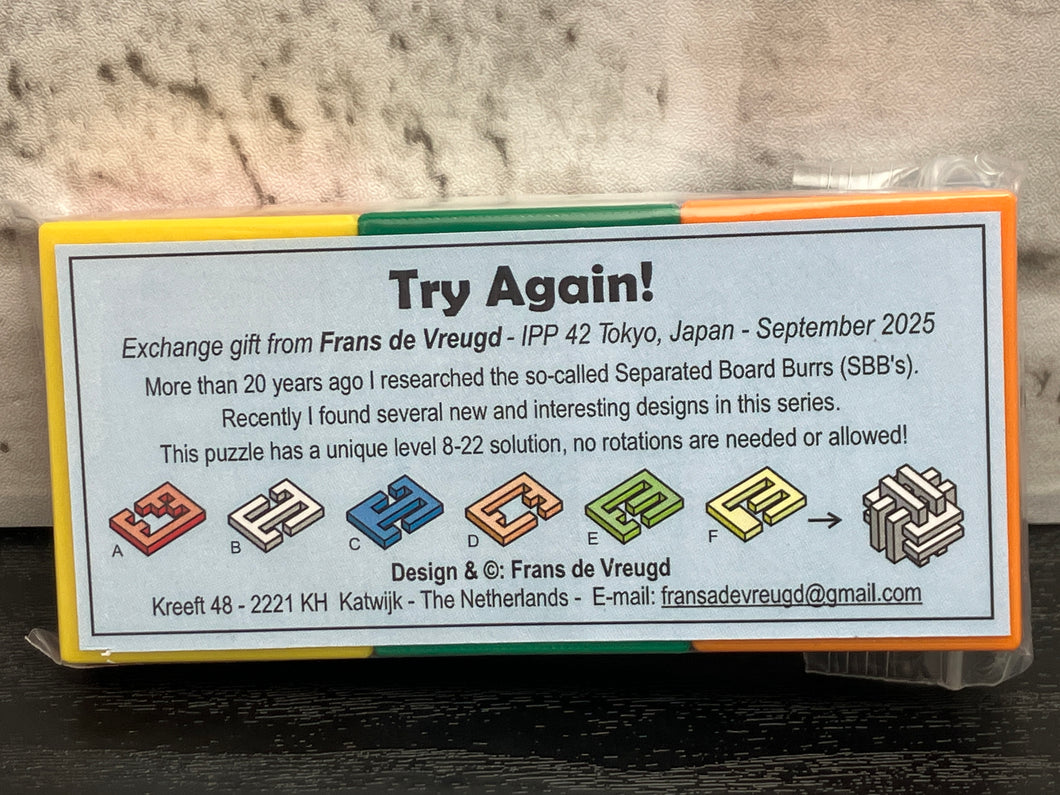 Try Again!
Exchange gift from Frans de Vreugd - IPP 42 Tokyo, Japan - September 2025
More than 20 years ago I researched the so-called Separated Board Burrs (SBB's).
Recently I found several new and interesting designs in this series.
This puzzle has a unique level 8-22 solution, no rotations are needed or allowed!
A B C D E F
Design & ©: Frans de Vreugd
Kreeft 48 - 2221 KH Katwijk - The Netherlands - E-mail: fransadevreugd@gmail.com